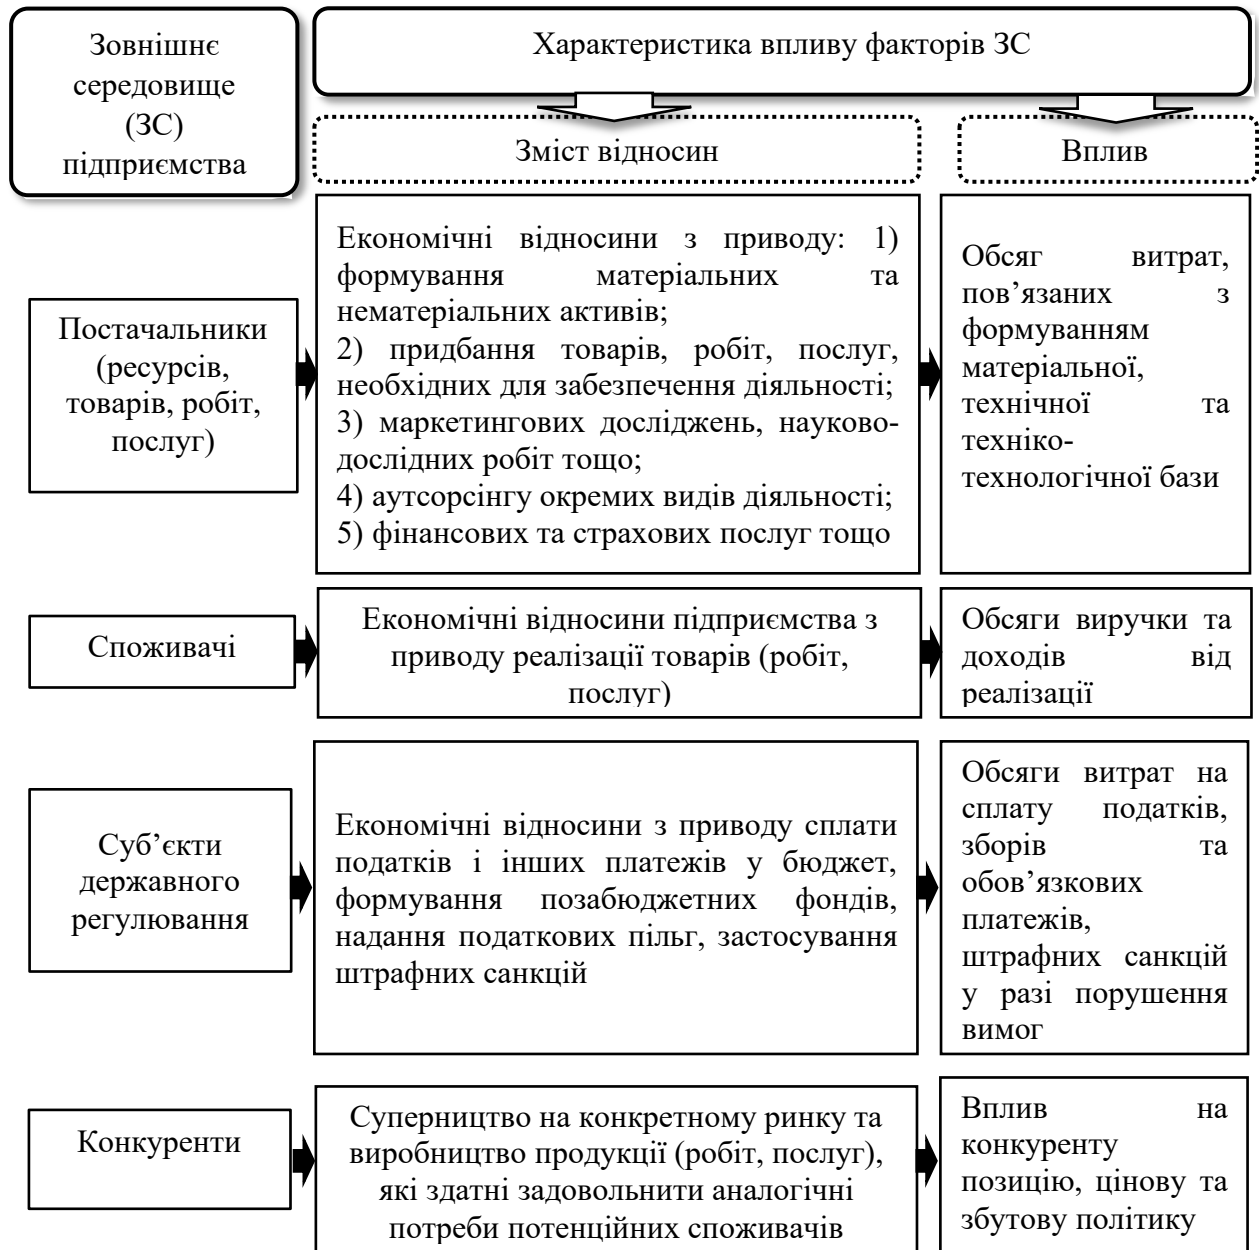 Зовнішнє
середовище
(ЗС)
підприємства
Характеристика впливу факторів ЗС
Зміст відносин
Вплив
Постачальники
(ресурсів,
товарів, робіт,
послуг)
Економічні відносини з приводу: 1)
формування матеріальних та
нематеріальних активів;
2) придбання товарів, робіт, послуг,
необхідних для забезпечення діяльності;
3) маркетингових досліджень, науково-
дослідних робіт тощо;
4) аутсорсінгу окремих видів діяльності;
5) фінансових та страхових послуг тощо
Обсяг витрат,
пов’язаних з
формуванням
матеріальної,
технічної та
техніко-
технологічної бази
Споживачі
Економічні відносини підприємства з
приводу реалізації товарів (робіт,
послуг)
Обсяги виручки та
доходів від
реалізації
Суб’єкти
державного
регулювання
Економічні відносини з приводу сплати
податків і інших платежів у бюджет,
формування позабюджетних фондів,
надання податкових пільг, застосування
штрафних санкцій
Обсяги витрат на
сплату податків,
зборів та
обов’язкових
платежів,
штрафних санкцій
у разі порушення
вимог
Конкуренти
Суперництво на конкретному ринку та
виробництво продукції (робіт, послуг),
які здатні задовольнити аналогічні
потреби потенційних споживачів
Вплив на
конкуренту
позицію, цінову та
збутову політику